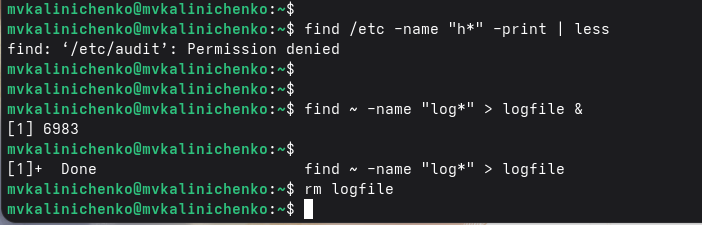 mvkalinichenko@mvkalinichenko:~$
mvkalinichenko@mvkalinichenko:~$ find /etc -name "h*" -print | less
find: ‘/etc/audit’: Permission denied
mvkalinichenko@mvkalinichenko:~$
mvkalinichenko@mvkalinichenko:~$
mvkalinichenko@mvkalinichenko:~$ find ~ -name "log*" > logfile &
[1] 6983
mvkalinichenko@mvkalinichenko:~$
[1]+  Done                    find ~ -name "log*" > logfile
mvkalinichenko@mvkalinichenko:~$ rm logfile
mvkalinichenko@mvkalinichenko:~$